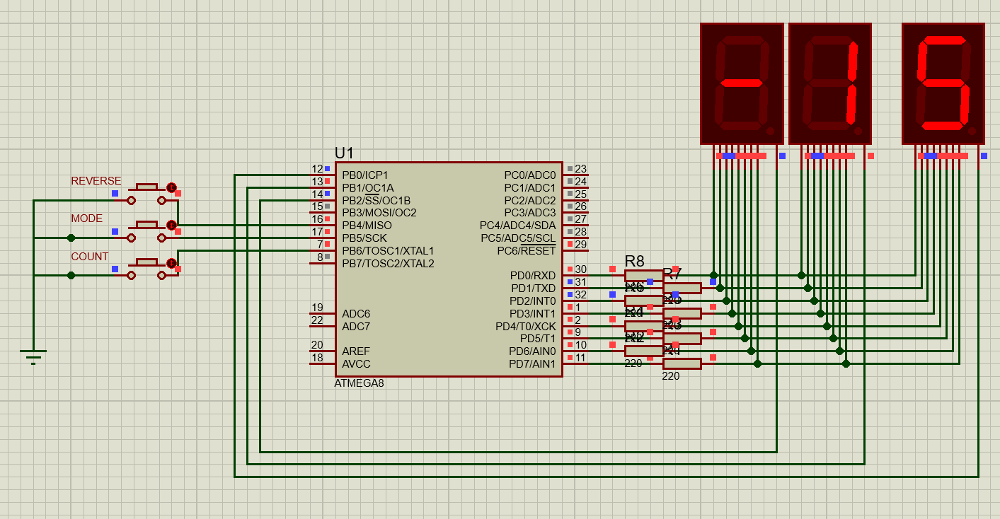 -1 5
U1
REVERSE
MODE
COUNT
12 PB0/ICP1
13 PB1/OC1A
14 PB2/SS/OC1B
15 PB3/MOSI/OC2
16 PB4/MISO
17 PB5/SCK
7 PB6/TOSC1/XTAL1
8 PB7/TOSC2/XTAL2
19 ADC6
22 ADC7
20 AREF
18 AVCC
PC0/ADC0 23
PC1/ADC1 24
PC2/ADC2 25
PC3/ADC3 26
PC4/ADC4/SDA 27
PC5/ADC5/SCL 28
PC6/RESET 29
PD0/RXD 30
PD1/TXD 31
PD2/INT0 32
PD3/INT1 1
PD4/T0/XCK 2
PD5/T1 9
PD6/AIN0 10
PD7/AIN1 11
ATMEGA8
R8
R7
220
220